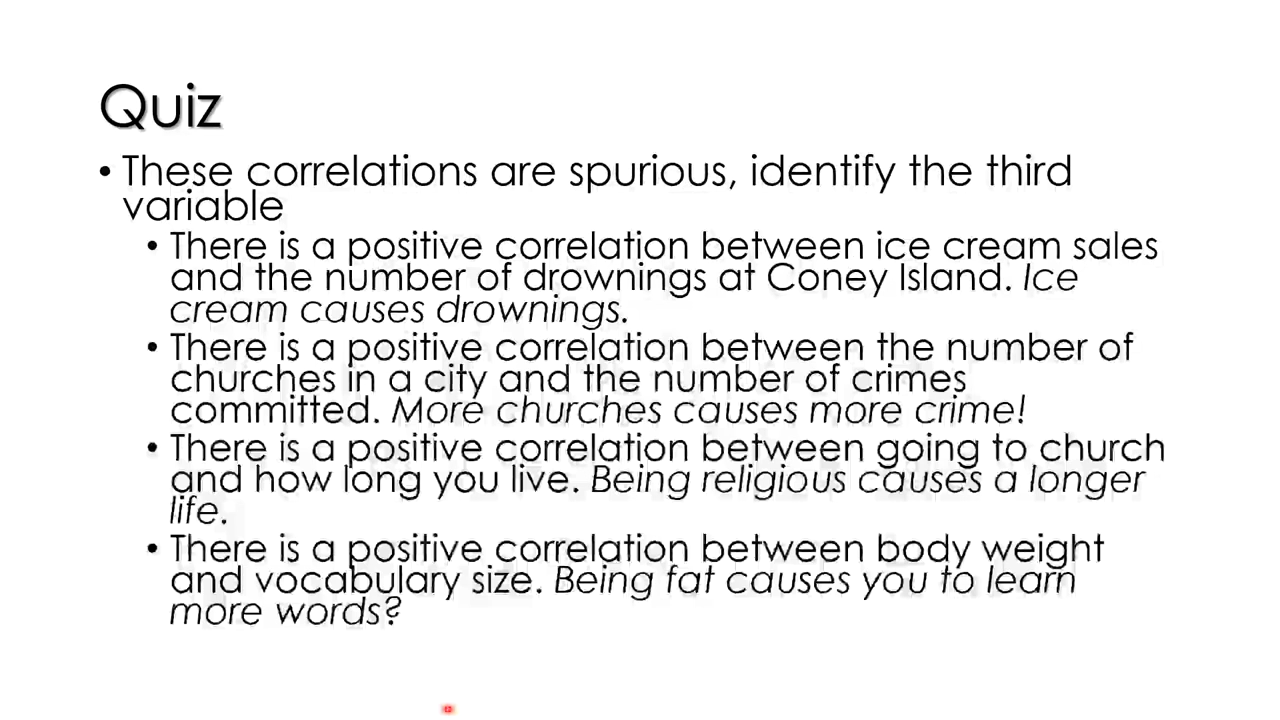 Quiz
• These correlations are spurious, identify the third
variable
• There is a positive correlation between ice cream sales
and the number of drownings at Coney Island. Ice
cream causes drownings.
• There is a positive correlation between the number of
churches in a city and the number of crimes
committed. More churches causes more crime!
• There is a positive correlation between going to church
and how long you live. Being religious causes a longer
life.
• There is a positive correlation between body weight
and vocabulary size. Being fat causes you to learn
more words?